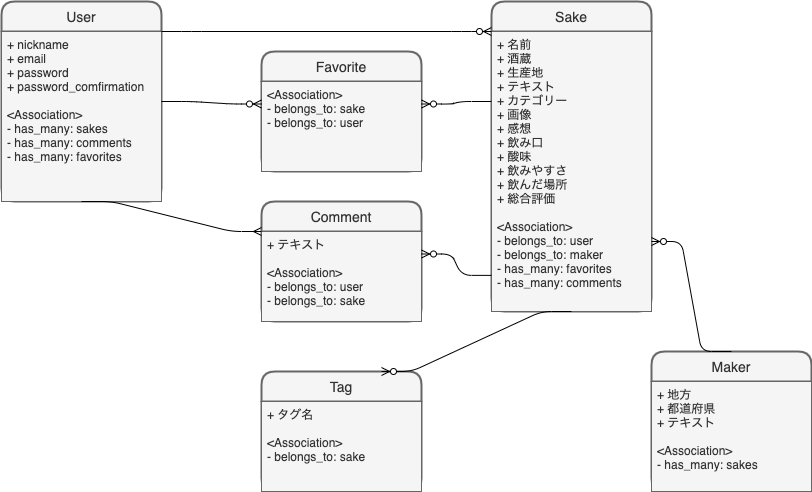 User
+ nickname
+ email
+ password
+ password_comfirmation
<Association>
- has_many: sakes
- has_many: comments
- has_many: favorites
Favorite
<Association>
- belongs_to: sake
- belongs_to: user
Comment
+ テキスト
<Association>
- belongs_to: user
- belongs_to: sake
Tag
+ タグ名
<Association>
- belongs_to: sake
Sake
+ 名前
+ 酒蔵
+ 生産地
+ テキスト
+ カテゴリー
+ 画像
+ 感想
+ 飲み口
+ 酸味
+ 飲みやすさ
+ 飲んだ場所
+ 総合評価
<Association>
- belongs_to: user
- belongs_to: maker
- has_many: favorites
- has_many: comments
Maker
+ 地方
+ 都道府県
+ テキスト
<Association>
- has_many: sakes